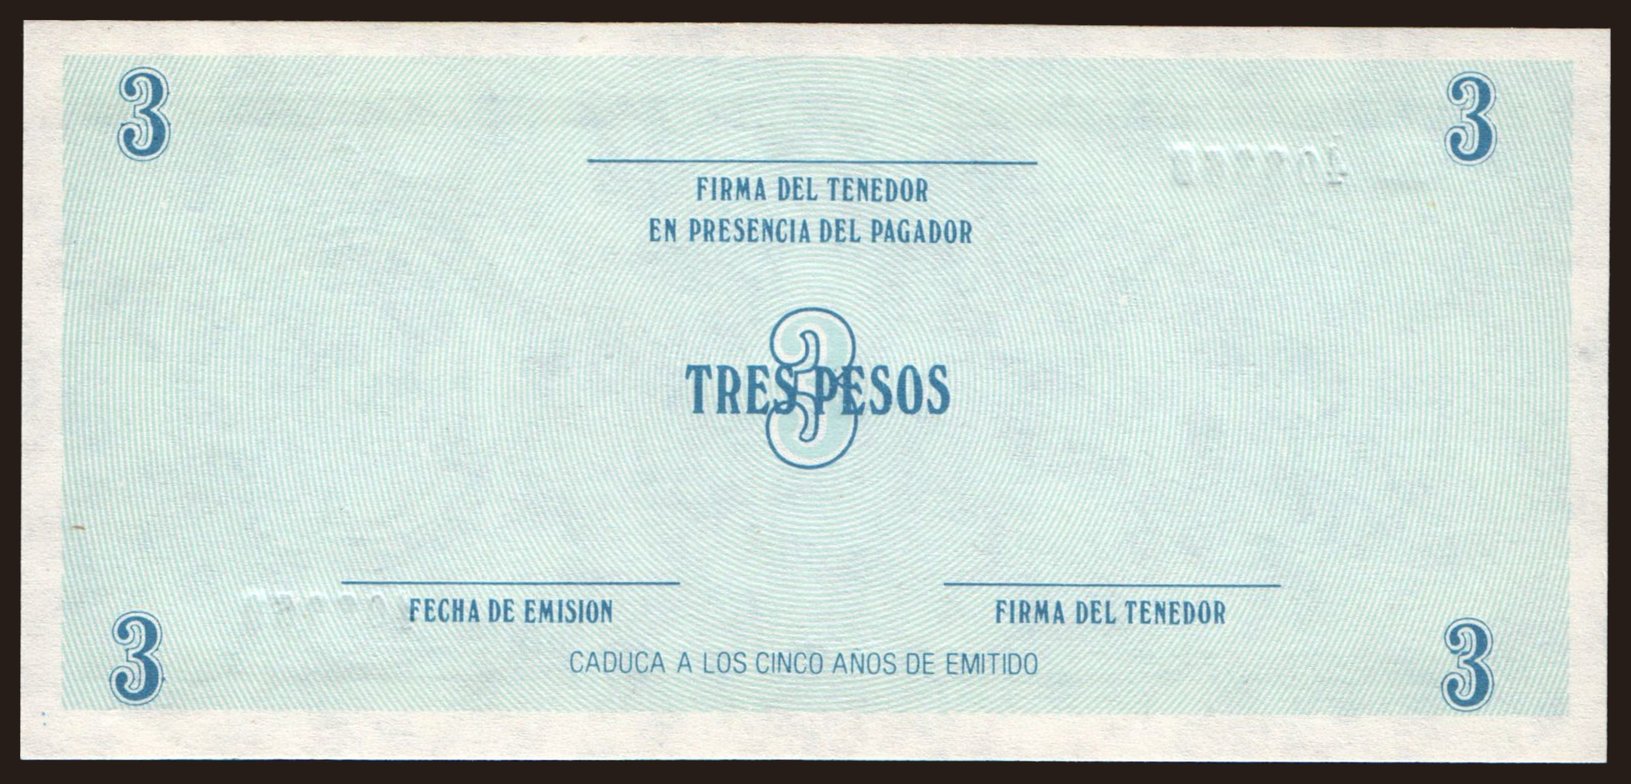 3 3
FIRMA DEL TENEDOR
EN PRESENCIA DEL PAGADOR
3
TRES PESOS
FECHA DE EMISION FIRMA DEL TENEDOR
CADUCA A LOS CINCO AÑOS DE EMITIDO
3 3